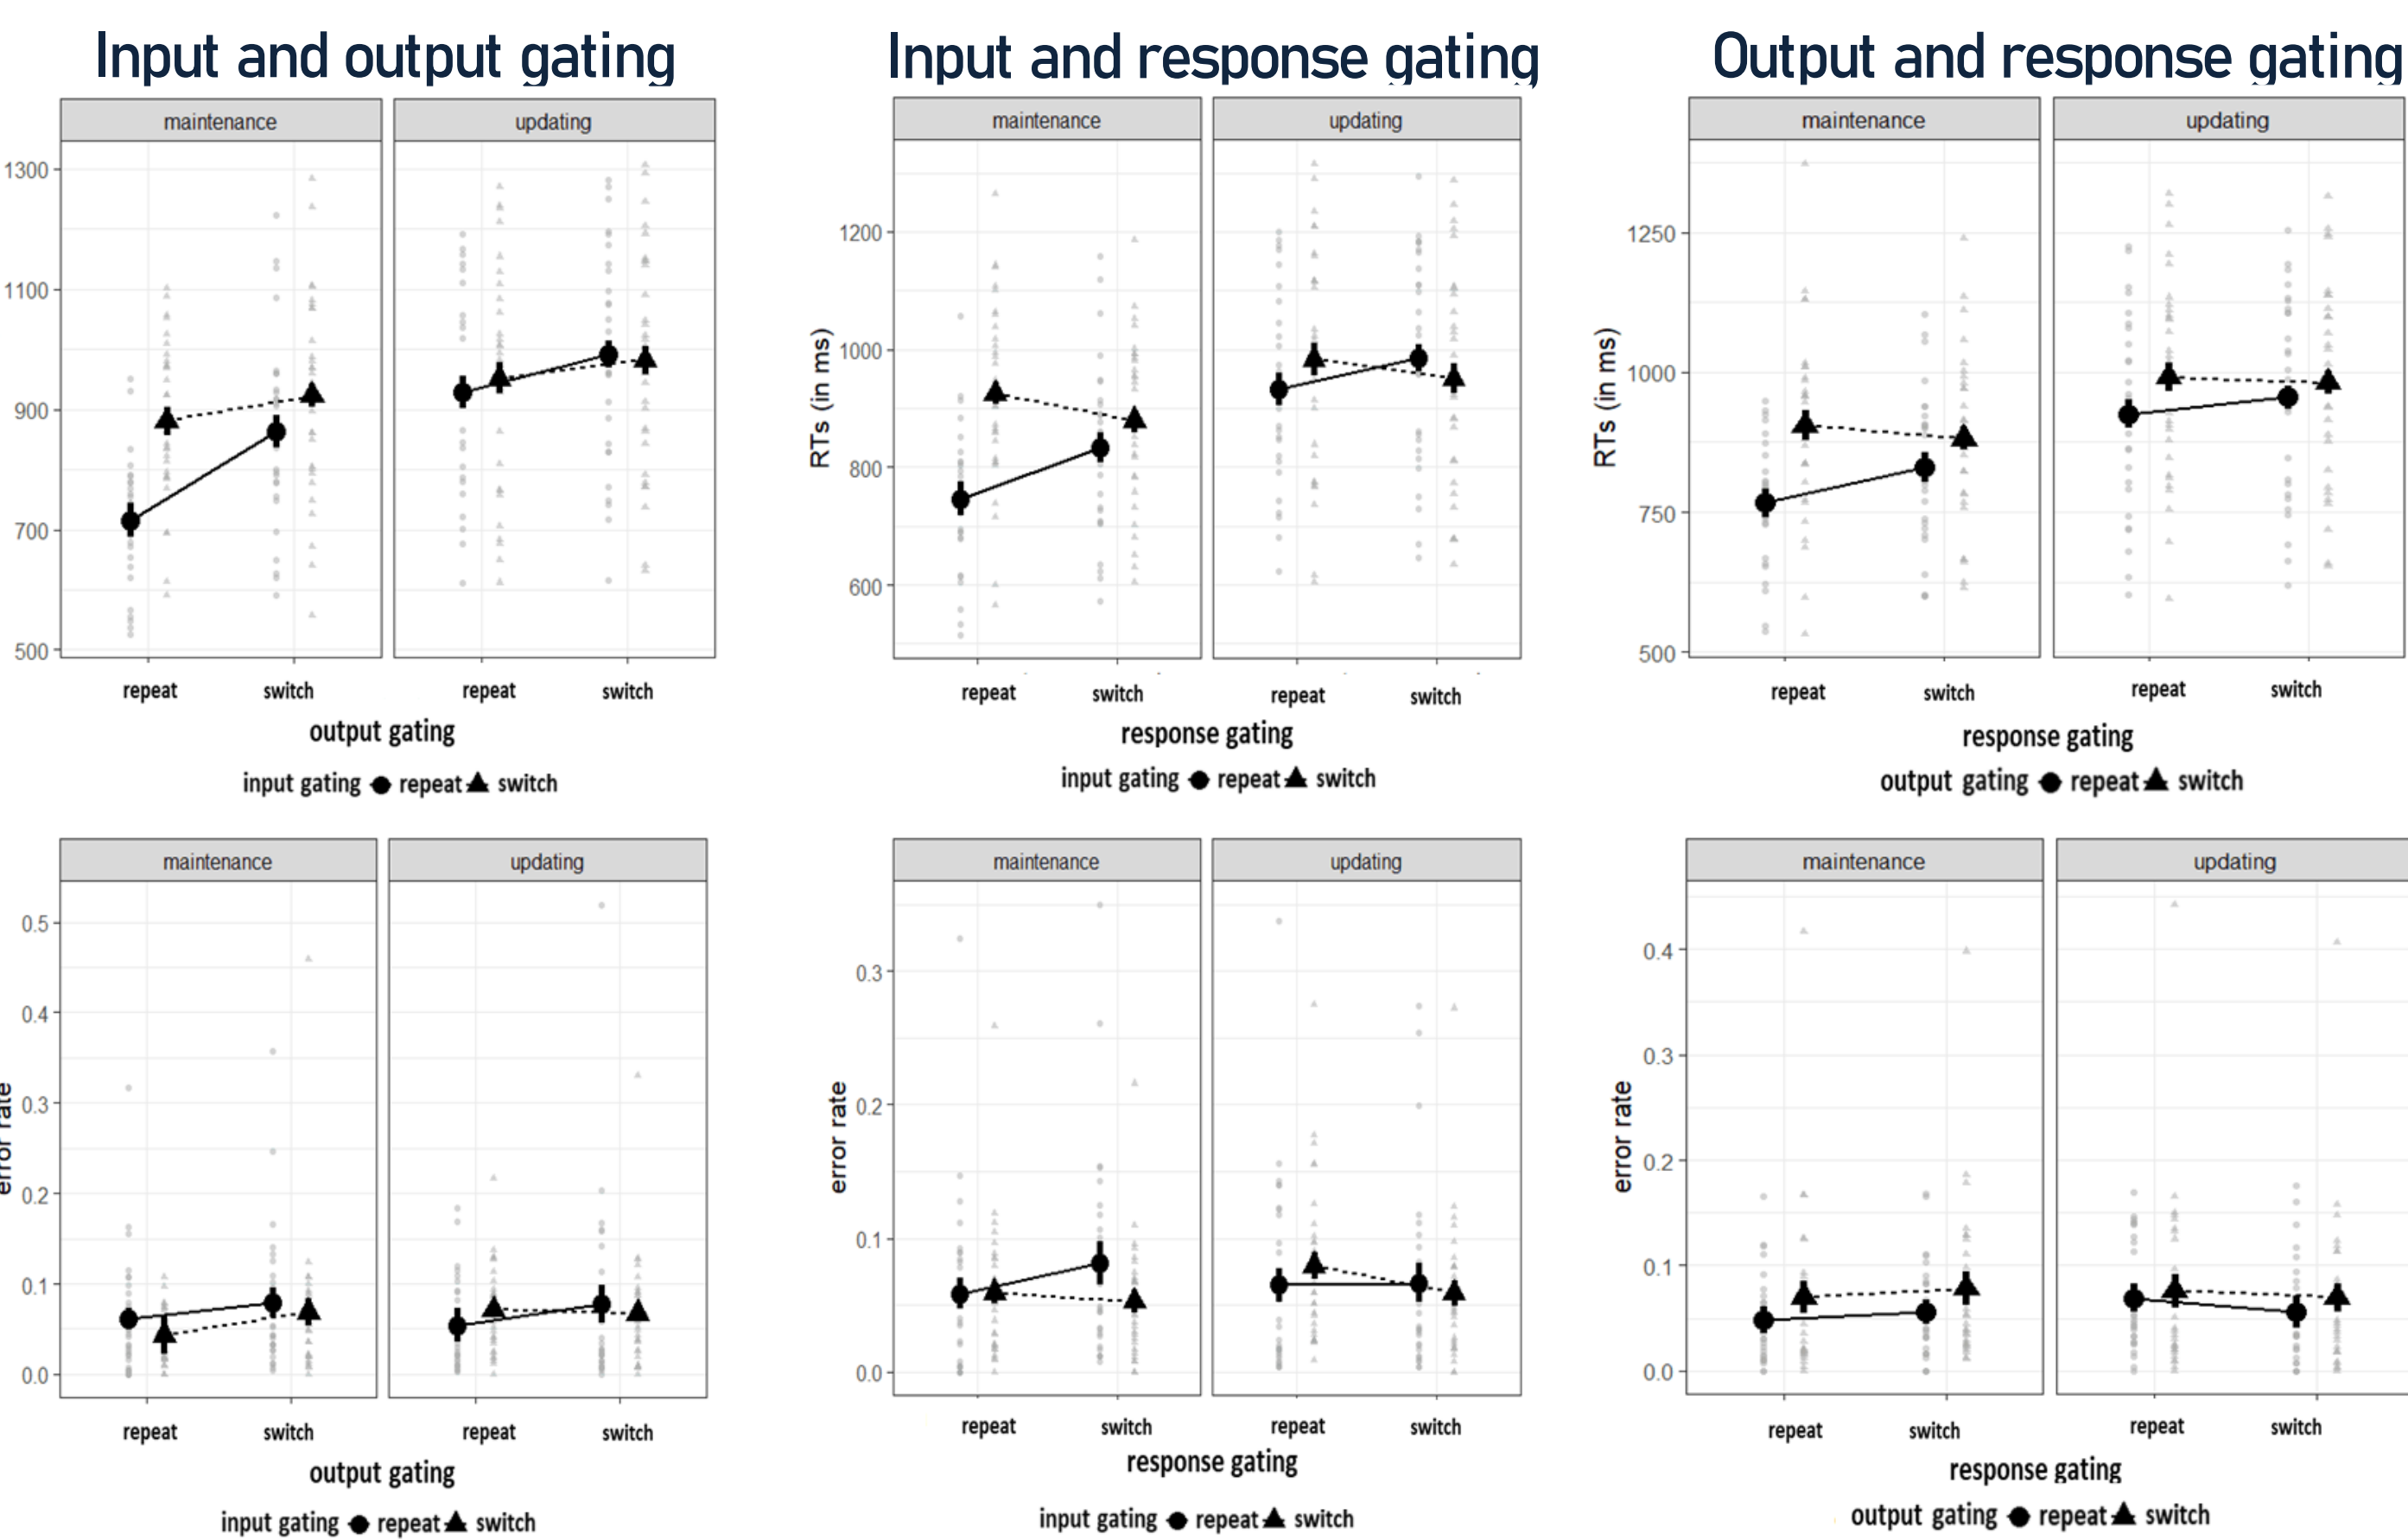 Input and output gating
Input and response gating
Output and response gating
maintenance
updating
1300
1100
900
700
500
repeat
switch
repeat
switch
output gating
input gating repeat switch
maintenance
updating
RTs (in ms)
1200
1000
800
600
repeat
switch
repeat
switch
response gating
input gating repeat switch
maintenance
updating
RTs (in ms)
1250
1000
750
500
repeat
switch
repeat
switch
response gating
output gating repeat switch
maintenance
updating
error rate
0.5
0.4
0.3
0.2
0.1
0.0
repeat
switch
repeat
switch
output gating
input gating repeat switch
maintenance
updating
error rate
0.3
0.2
0.1
0.0
repeat
switch
repeat
switch
response gating
input gating repeat switch
maintenance
updating
error rate
0.4
0.3
0.2
0.1
0.0
repeat
switch
repeat
switch
response gating
output gating repeat switch